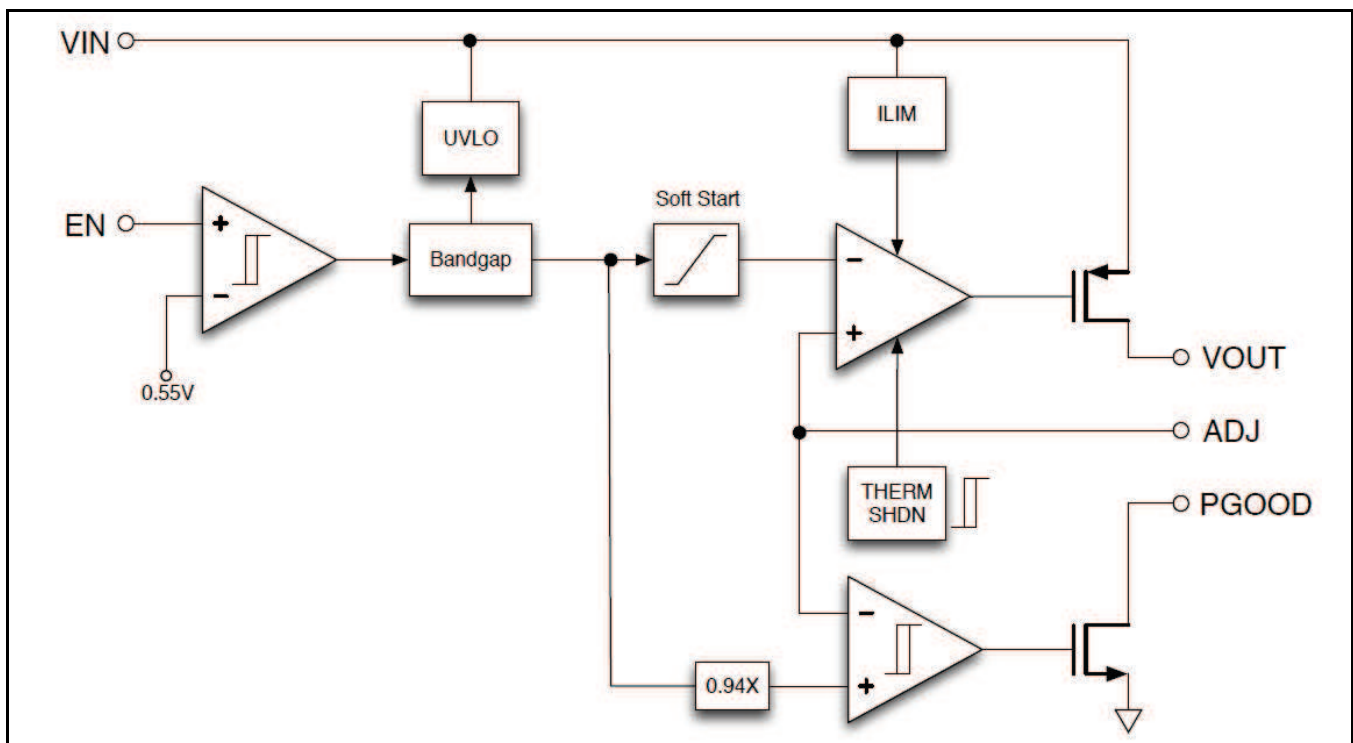 VIN
UVLO
ILIM
EN
+
-
0.55V
Bandgap
Soft Start
-
+
VOUT
ADJ
THERM
SHDN
PGOOD
-
+
0.94X